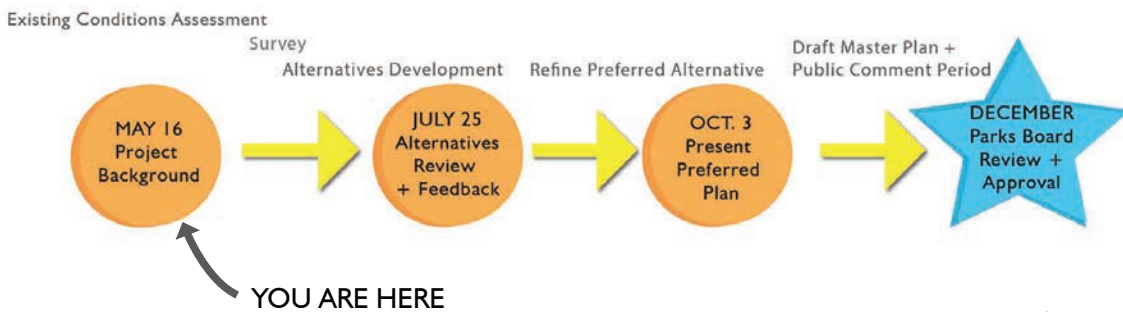 Existing Conditions Assessment
Survey
Alternatives Development
Refine Preferred Alternative
Draft Master Plan +
Public Comment Period
MAY 16
Project
Background
JULY 25
Alternatives
Review
+ Feedback
OCT. 3
Present
Preferred
Plan
DECEMBER
Parks Board
Review +
Approval
YOU ARE HERE